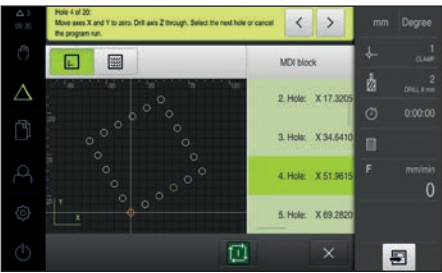 Hole 4 of 20:
Move axes X and Y to zero. Drill axis Z through. Select the next hole or cancel
the program run.
mm Degree
MDI block
1
CLAMP
2
DRILL 8 mm
0:00:00
2. Hole: X 17.3205
3. Hole: X 34.6410
4. Hole: X 51.9615
5. Hole: X 69.2820
F mm/min
0
Y
X